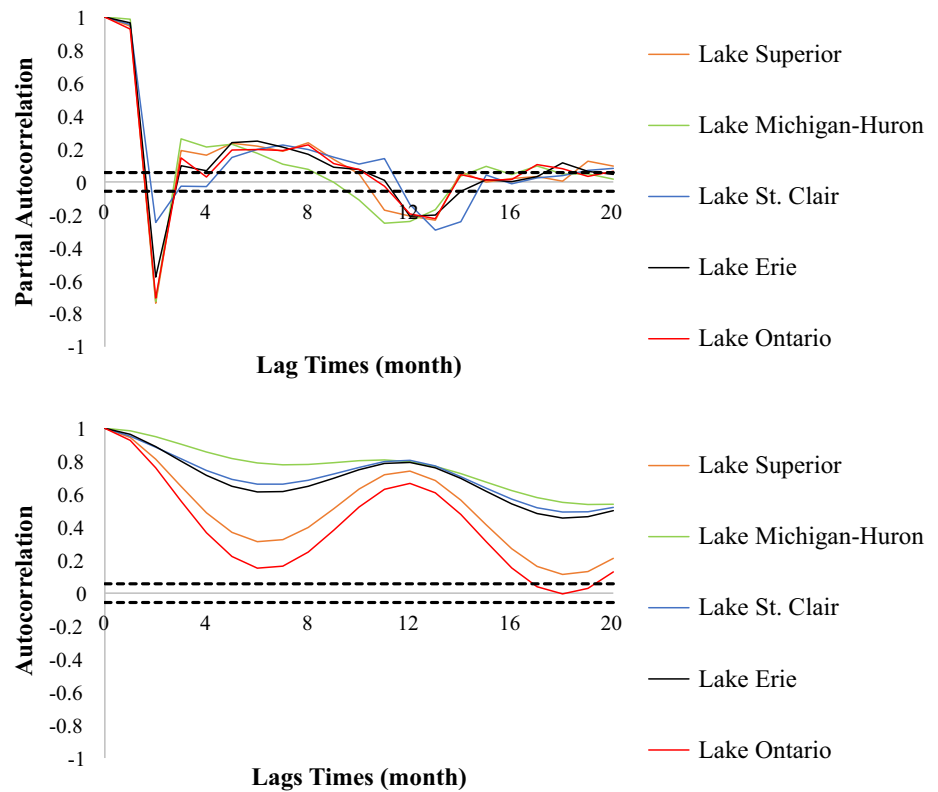 1
0.8
0.6
0.4
0.2
0
-0.2
-0.4
-0.6
-0.8
-1
0 4 8 12 16 20
Partial Autocorrelation
Lag Times (month)
Lake Superior
Lake Michigan-Huron
Lake St. Clair
Lake Erie
Lake Ontario
1
0.8
0.6
0.4
0.2
0
-0.2
-0.4
-0.6
-0.8
-1
0 4 8 12 16 20
Autocorrelation
Lags Times (month)
Lake Superior
Lake Michigan-Huron
Lake St. Clair
Lake Erie
Lake Ontario